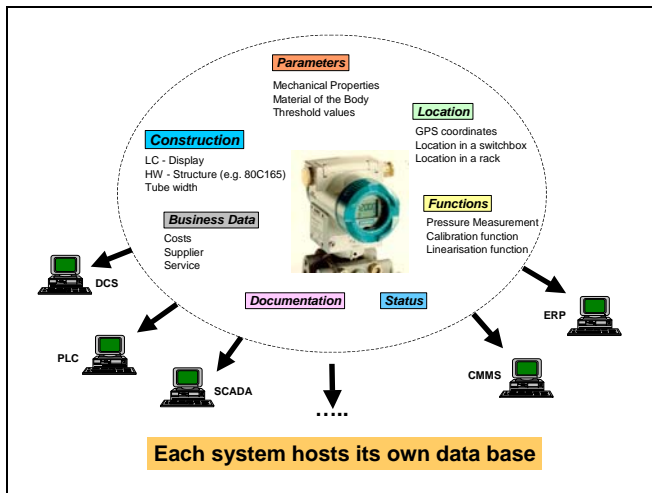 Parameters
Mechanical Properties
Material of the Body
Threshold values
Location
GPS coordinates
Location in a switchbox
Location in a rack
Construction
LC - Display
HW - Structure (e.g. 80C165)
Tube width
Functions
Pressure Measurement
Calibration function
Linearisation function
Business Data
Costs
Supplier
Service
Documentation
Status
DCS
PLC
SCADA
.....
CMMS
ERP
Each system hosts its own data base